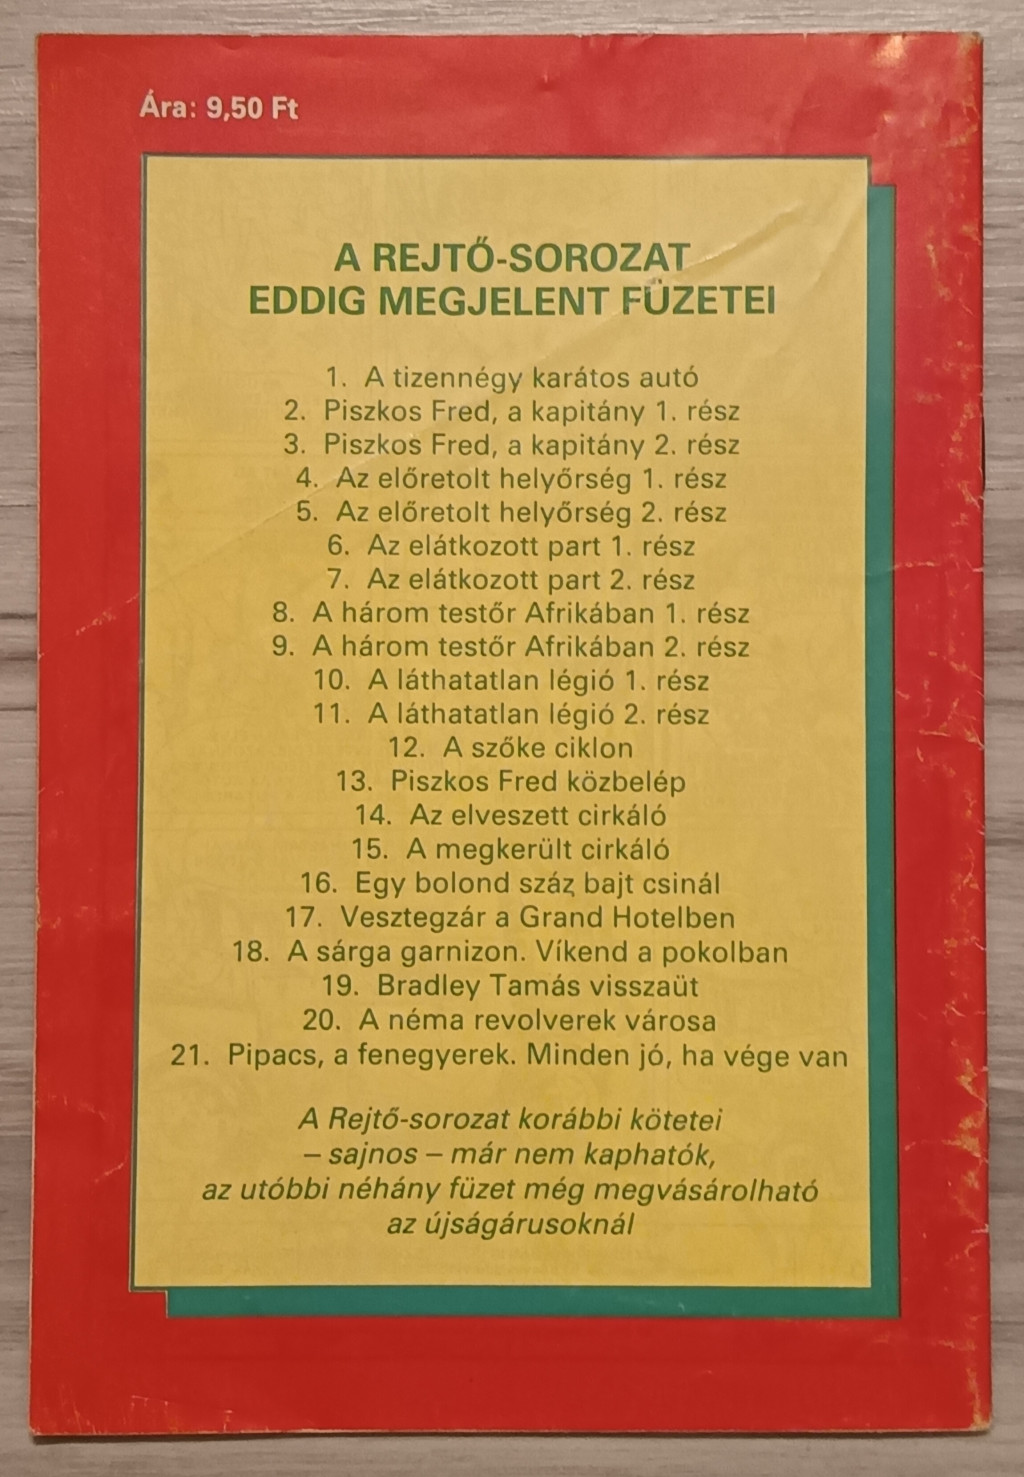 Ára: 9,50 Ft
A REJTŐ-SOROZAT
EDDIG MEGJELENT FÜZETEI
1. A tizennégy karátos autó
2. Piszkos Fred, a kapitány 1. rész
3. Piszkos Fred, a kapitány 2. rész
4. Az előretolt helyőrség 1. rész
5. Az előretolt helyőrség 2. rész
6. Az elátkozott part 1. rész
7. Az elátkozott part 2. rész
8. A három testőr Afrikában 1. rész
9. A három testőr Afrikában 2. rész
10. A láthatatlan légió 1. rész
11. A láthatatlan légió 2. rész
12. A szőke ciklon
13. Piszkos Fred közbelép
14. Az elveszett cirkáló
15. A megkerült cirkáló
16. Egy bolond száz bajt csinál
17. Vesztegzár a Grand Hotelben
18. A sárga garnizon. Víkend a pokolban
19. Bradley Tamás visszaüt
20. A néma revolverek városa
21. Pipacs, a fenegyerek. Minden jó, ha vége van
A Rejtő-sorozat korábbi kötetei
– sajnos – már nem kaphatók,
az utóbbi néhány füzet még megvásárolható
az újságárusoknál